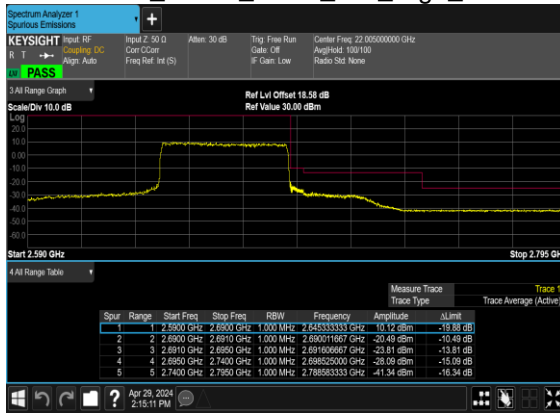 Spectrum Analyzer 1
Spurious Emissions
+
KEYSIGHT Input: RF Input Z: 50 Ω Atten: 30 dB Trig: Free Run Center Freq: 22.005000000 GHz
R T Coupling: DC Corr CCorr Gate: Off Avg|Hold: 100/100
Align: Auto Freq Ref: Int (S) IF Gain: Low Radio Std: None
PASS
3 All Range Graph
Ref Lvl Offset 18.58 dB
Scale/Div 10.0 dB Ref Value 30.00 dBm
Log
20.0
10.0
0.00
-10.0
-20.0
-30.0
-40.0
-50.0
-60.0
Start 2.590 GHz Stop 2.795 GH
4 All Range Table
Measure Trace Trace 1
Trace Type Trace Average (Active)
Spur Range Start Freq Stop Freq RBW Frequency Amplitude ΔLimit
1 1 2.5900 GHz 2.6900 GHz 1.000 MHz 2.645333333 GHz 10.12 dBm -19.88 dB
2 2 2.6900 GHz 2.6910 GHz 1.000 MHz 2.690011667 GHz -20.49 dBm -10.49 dB
3 3 2.6910 GHz 2.6950 GHz 1.000 MHz 2.691606667 GHz -23.81 dBm -13.81 dB
4 4 2.6950 GHz 2.7400 GHz 1.000 MHz 2.698525000 GHz -28.09 dBm -15.09 dB
5 5 2.7400 GHz 2.7950 GHz 1.000 MHz 2.788583333 GHz -41.34 dBm -16.34 dB
? Apr 29, 2024
2:15:11 PM